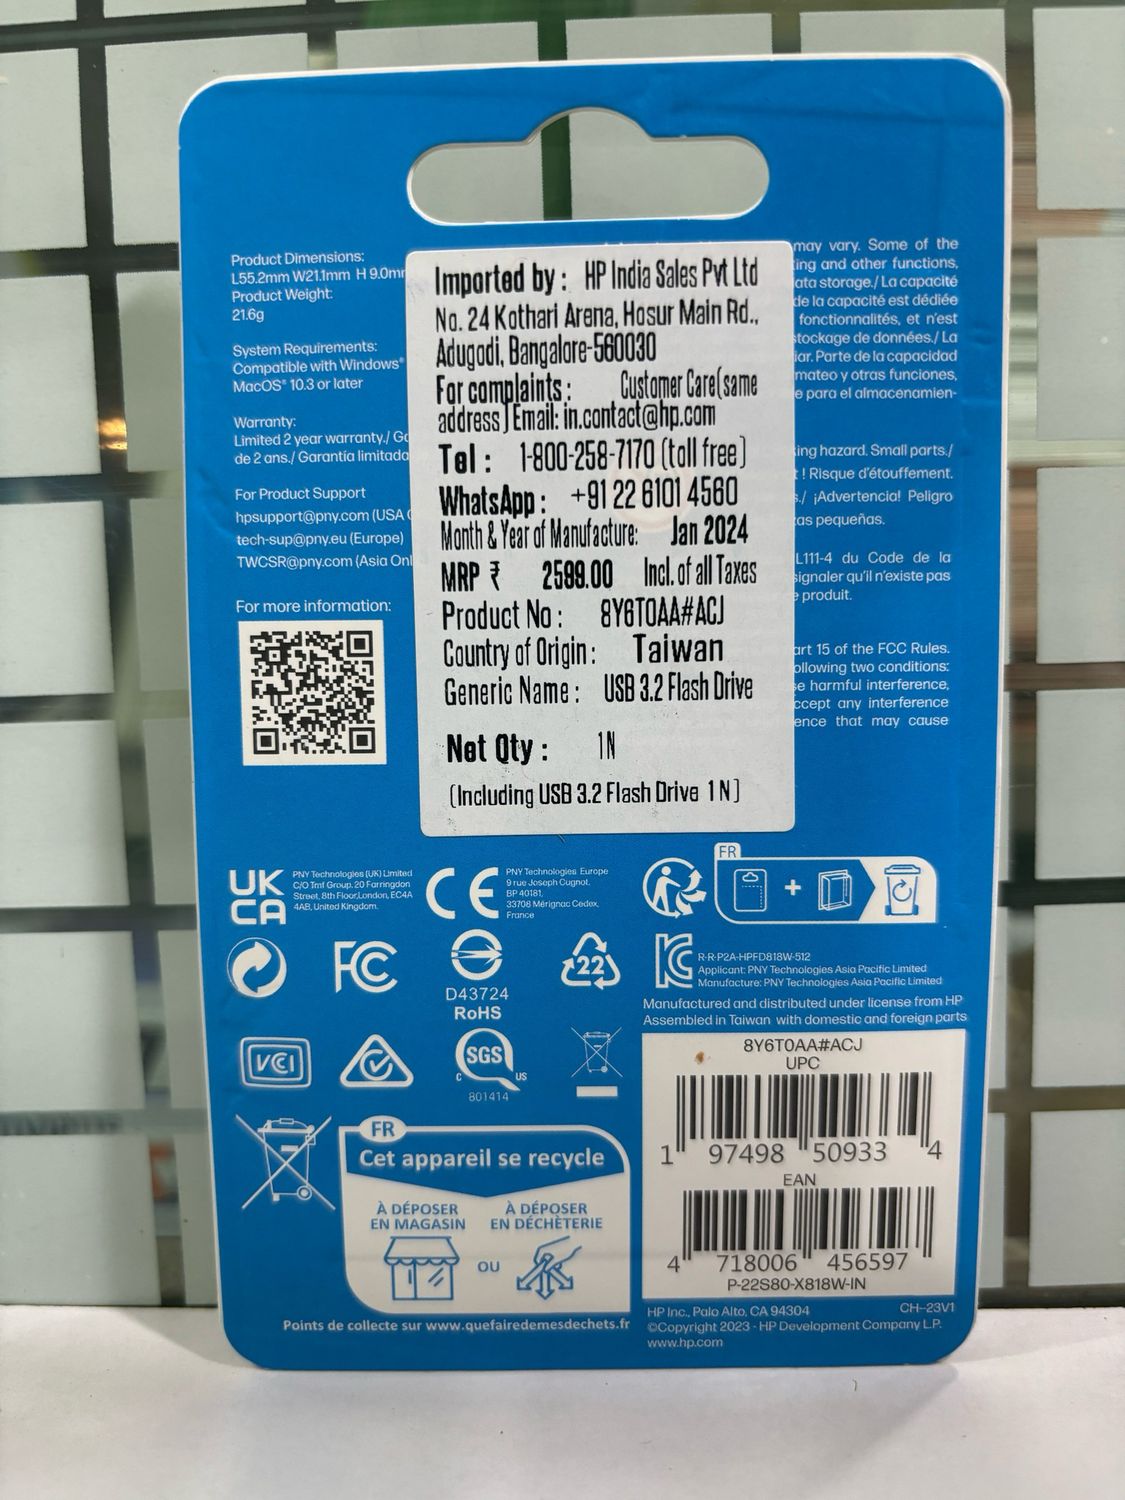 Product Dimensions:
L55.2mm W21.1mm H 9.0mm
Product Weight:
21.6g
System Requirements:
Compatible with Windows®
MacOS® 10.3 or later
Warranty:
Limited 2 year warranty./
de 2 ans./ Garantía limitada
For Product Support
hpsupport@pny.com (USA
tech-sup@pny.eu (Europe)
TWCSR@pny.com (Asia
For more information:
Imported by : HP India Sales Pvt Ltd
No. 24 Kothari Arena, Hosur Main Rd.,
Adugodi, Bangalore-560030
For complaints : Customer Care(same
address) Email: in.contact@hp.com
Tel : 1-800-258-7170 (toll free)
WhatsApp : +91 22 6101 4560
Month & Year of Manufacture: Jan 2024
MRP ₹ 2599.00 Incl. of all Taxes
Product No : 8Y6T0AA#ACJ
Country of Origin : Taiwan
Generic Name : USB 3.2 Flash Drive
Net Qty : 1N
(Including USB 3.2 Flash Drive 1 N)
may vary. Some of the
and other functions,
data storage./ La capacité
de la capacité est dédiée
fonctionnalités, et n'est
stockage de données./ La
Parte de la capacidad
y otras funciones,
para el almacenamien-
hazard. Small parts./
! Risque d'étouffement.
¡Advertencia! Peligro
pequeñas.
L111-4 du Code de la
signaler qu'il n'existe pas
produit.
15 of the FCC Rules.
following two conditions:
harmful interference,
accept any interference
that may cause
UK
CA
PNY Technologies (UK) Limited
C/O Tmf Group. 20 Farringdon
Street, 8th Floor,London, EC4A
4AB, United Kingdom.
CE
PNY Technologies Europe
9 rue Joseph Cugnot.
BP 40181,
33708 Mérignac Cedex,
France
FR
+
FC
D43724
RoHS
22
R-R-P2A-HPFD818W-512
Applicant: PNY Technologies Asia Pacific Limited
Manufacture: PNY Technologies Asia Pacific Limited
Manufactured and distributed under license from HP
Assembled in Taiwan with domestic and foreign parts
VCI
SGS
C US
801414
8Y6T0AA#ACJ
UPC
1 97498 50933 4
EAN
4 718006 456597
P-22S80-X818W-IN
FR
Cet appareil se recycle
À DÉPOSER
EN MAGASIN
OU
À DÉPOSER
EN DÉCHÈTERIE
Points de collecte sur www.quefairedemesdechets.fr
HP Inc., Palo Alto, CA 94304 CH-23V1
©Copyright 2023 - HP Development Company L.P.
www.hp.com